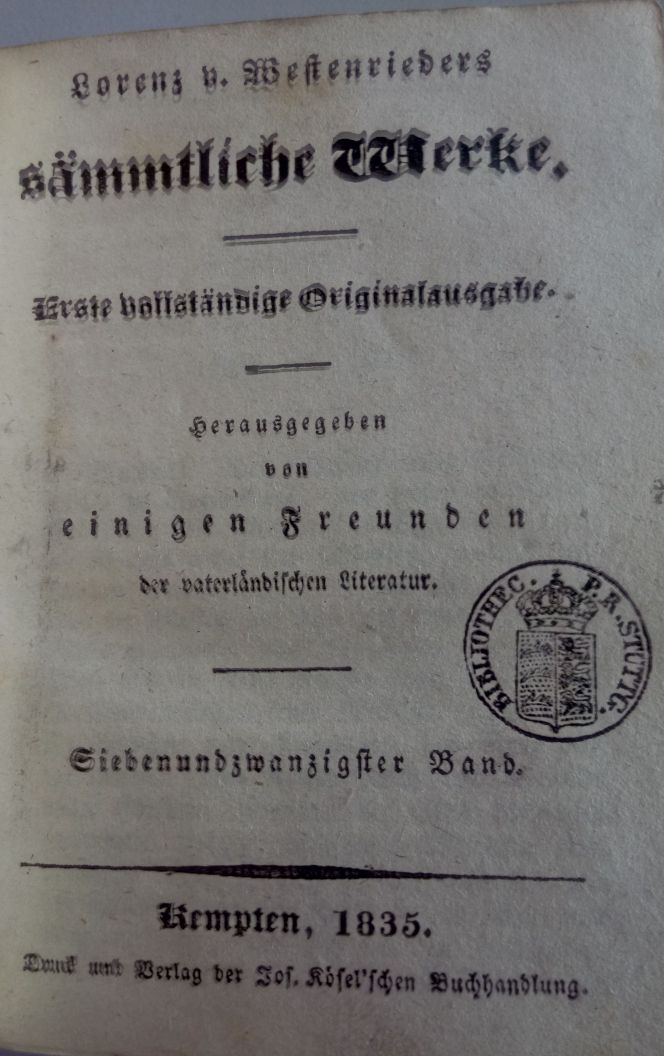 Lorenz v. Westenrieders
sämmtliche Werke.
Erste vollständige Originalausgabe.
Herausgegeben
von
einigen Freunden
der vaterländischen Literatur.
BIBLIOTHEC. P. R. STUTTG.
Siebenundzwanzigster Band.
Kempten, 1835.
Druck und Verlag der Jos. Kösel'schen Buchhandlung.